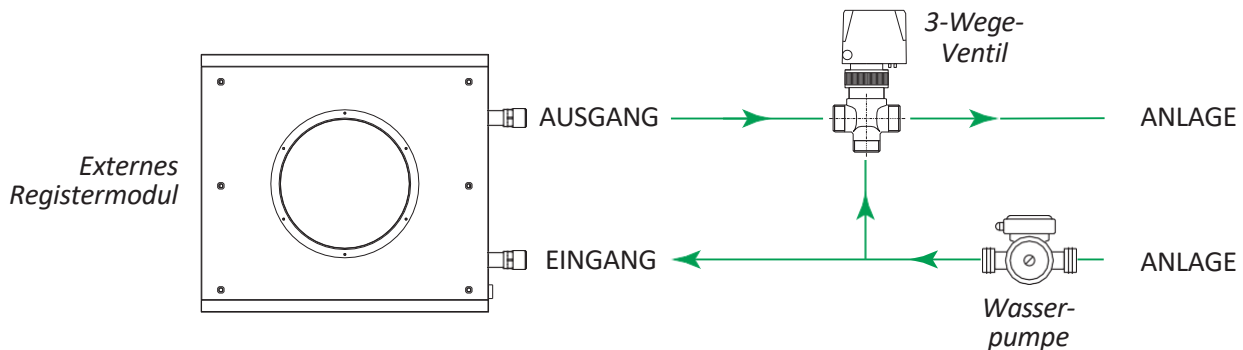 3-Wege-
Ventil
AUSGANG
ANLAGE
Externes
Registermodul
EINGANG
ANLAGE
Wasser-
pumpe